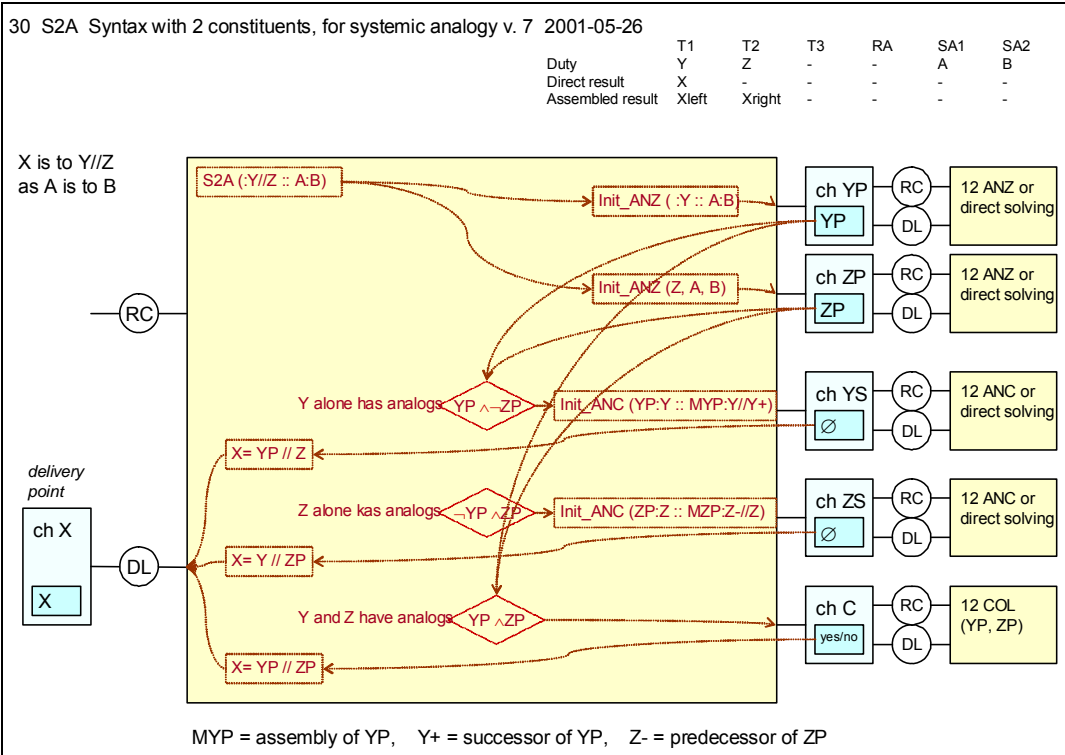 30 S2A Syntax with 2 constituents, for systemic analogy v. 7 2001-05-26
T1 T2 T3 RA SA1 SA2
Duty Y Z - - A B
Direct result X - - - - -
Assembled result Xleft Xright - - - -
X is to Y//Z
as A is to B
S2A (:Y//Z :: A:B)
Init_ANZ ( :Y :: A:B)
ch YP
YP
RC
DL
12 ANZ or
direct solving
Init_ANZ (Z, A, B)
ch ZP
ZP
RC
DL
12 ANZ or
direct solving
RC
Y alone has analogs
YP ∧¬ZP
Init_ANC (YP:Y :: MYP:Y//Y+)
ch YS
∅
RC
DL
12 ANC or
direct solving
X= YP // Z
delivery
point
ch X
X
DL
Z alone kas analogs
¬YP ∧ZP
Init_ANC (ZP:Z :: MZP:Z-//Z)
ch ZS
∅
RC
DL
12 ANC or
direct solving
X= Y // ZP
Y and Z have analogs
YP ∧ZP
ch C
yes/no
RC
DL
12 COL
(YP, ZP)
X= YP // ZP
MYP = assembly of YP, Y+ = successor of YP, Z- = predecessor of ZP